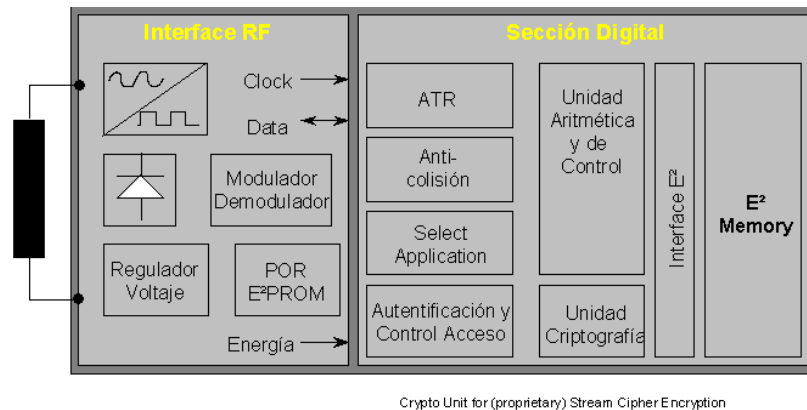 Interface RF
Clock
Data
Modulador
Demodulador
Regulador
Voltaje
POR
E²PROM
Energía
Sección Digital
ATR
Anti-
colisión
Select
Application
Autentificación y
Control Acceso
Unidad
Aritmética
y de
Control
Unidad
Criptografía
Interface E²
E²
Memory
Crypto Unit for (proprietary) Stream Cipher Encryption